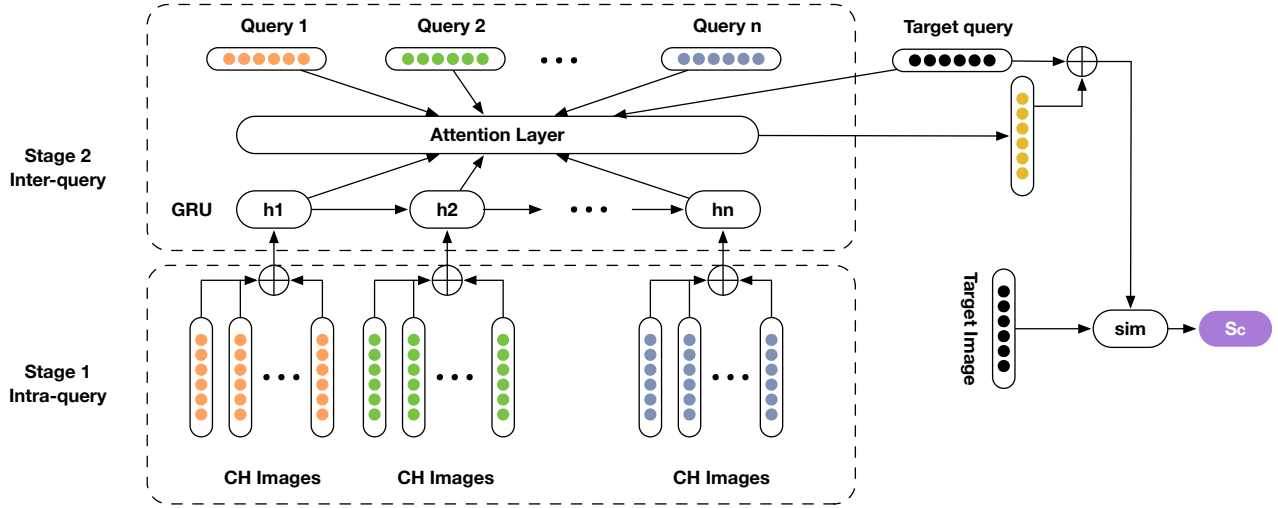 Query 1
Query 2
Query n
Target query
Attention Layer
Stage 2
Inter-query
GRU
h1
h2
hn
Target Image
sim
Sc
Stage 1
Intra-query
CH Images
CH Images
CH Images